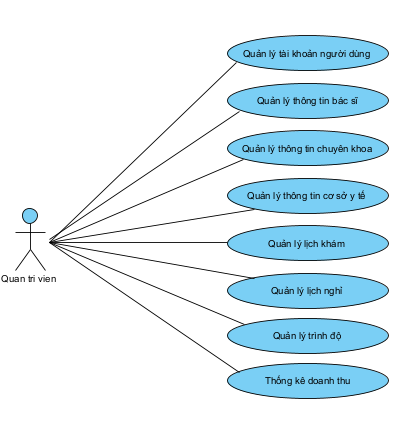 Quản lý tài khoản người dùng
Quản lý thông tin bác sĩ
Quản lý thông tin chuyên khoa
Quản lý thông tin cơ sở y tế
Quản lý lịch khám
Quan tri vien
Quản lý lịch nghỉ
Quản lý trình độ
Thống kê doanh thu